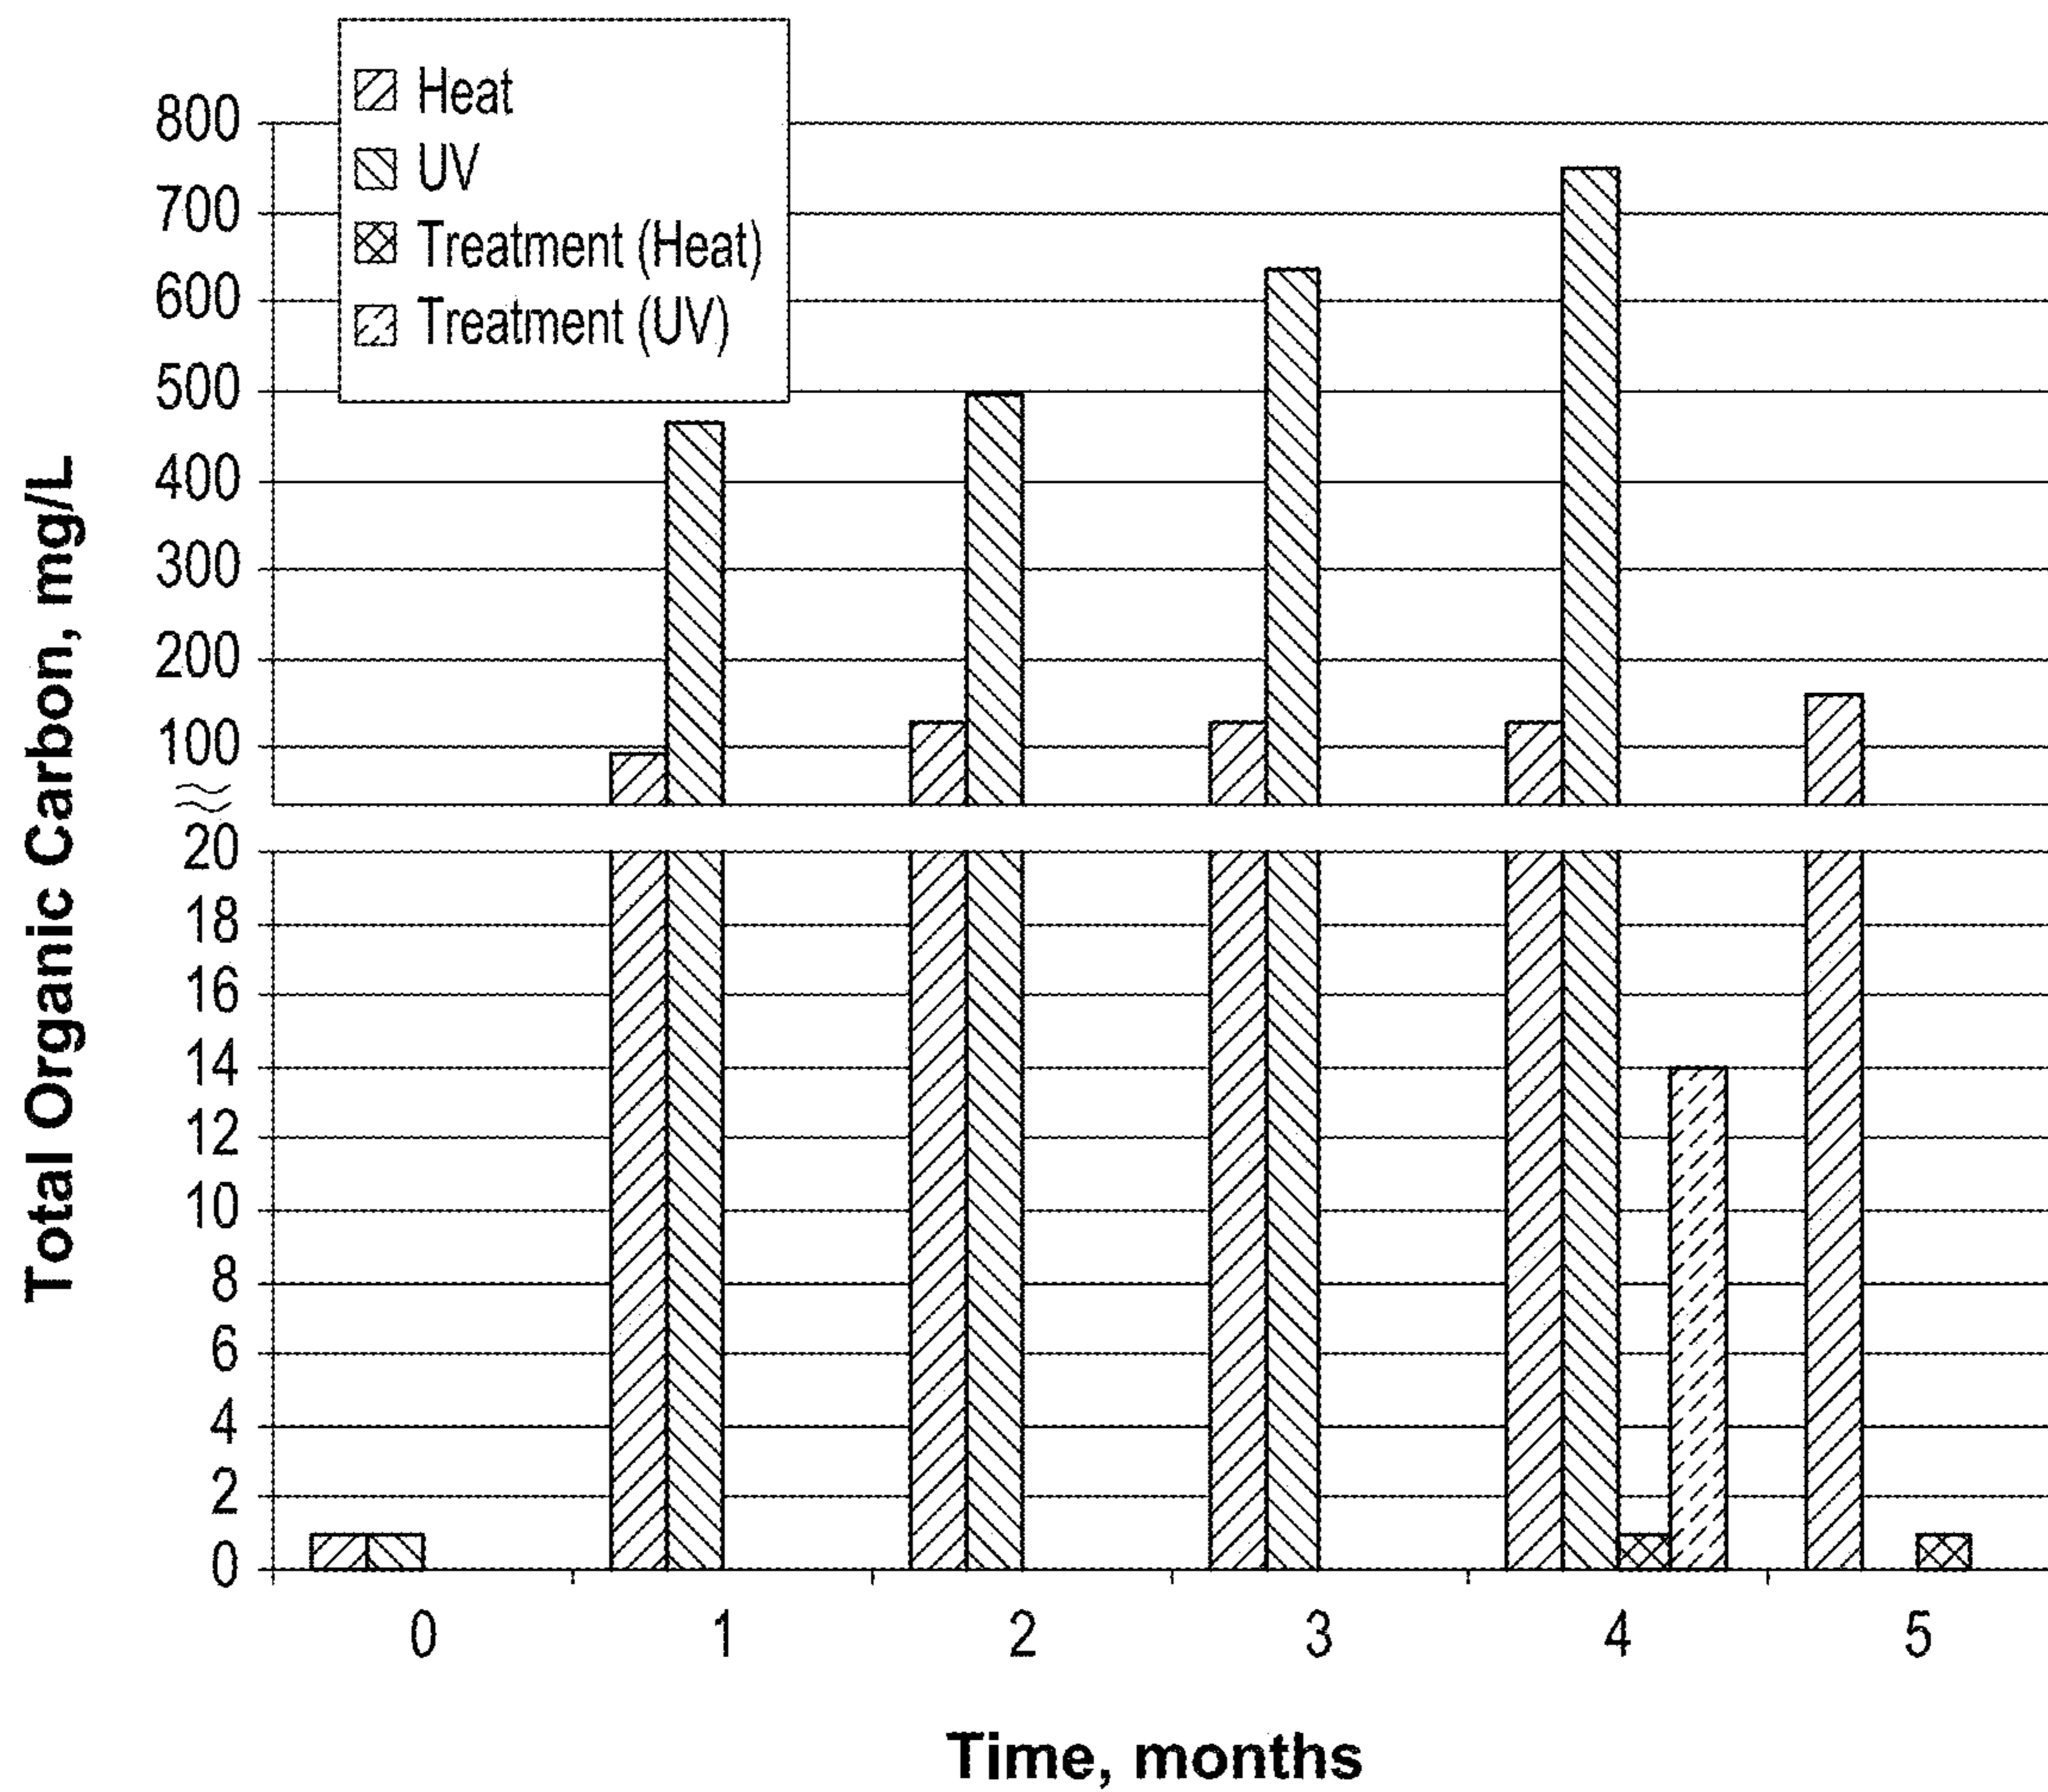 Heat
UV
Treatment (Heat)
Treatment (UV)
800
700
600
500
400
300
200
100
20
18
16
14
12
10
8
6
4
2
0
Total Organic Carbon, mg/L
0 1 2 3 4 5
Time, months